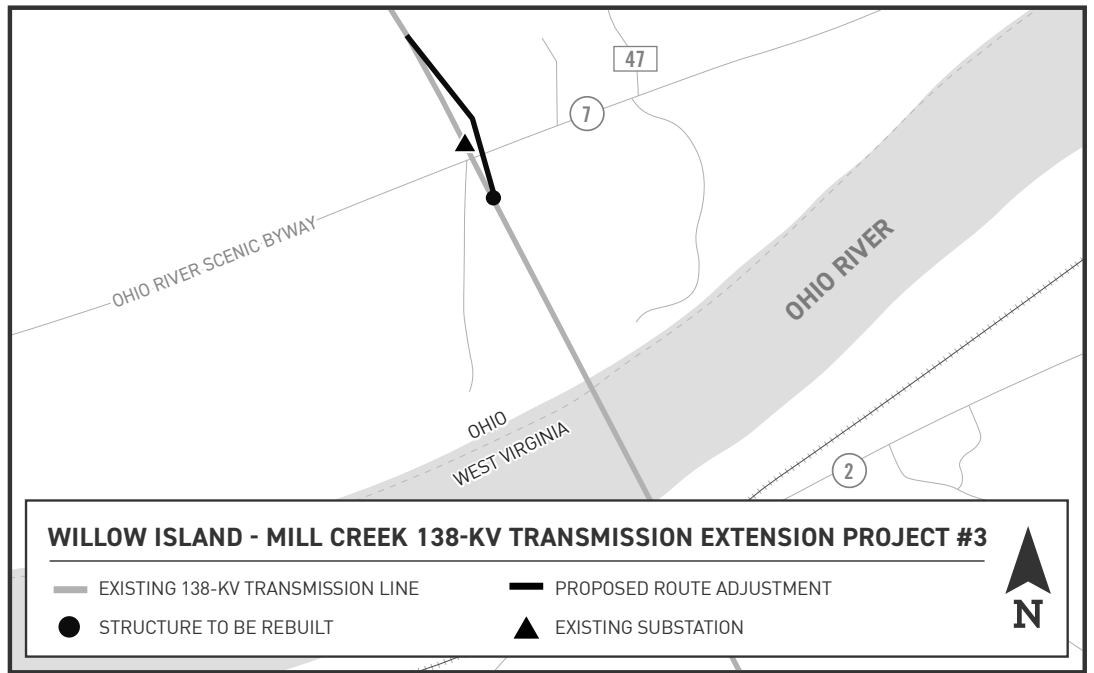 47
7
OHIO RIVER SCENIC BYWAY
OHIO RIVER
OHIO
WEST VIRGINIA
2
WILLOW ISLAND - MILL CREEK 138-KV TRANSMISSION EXTENSION PROJECT #3
EXISTING 138-KV TRANSMISSION LINE
PROPOSED ROUTE ADJUSTMENT
STRUCTURE TO BE REBUILT
EXISTING SUBSTATION
N